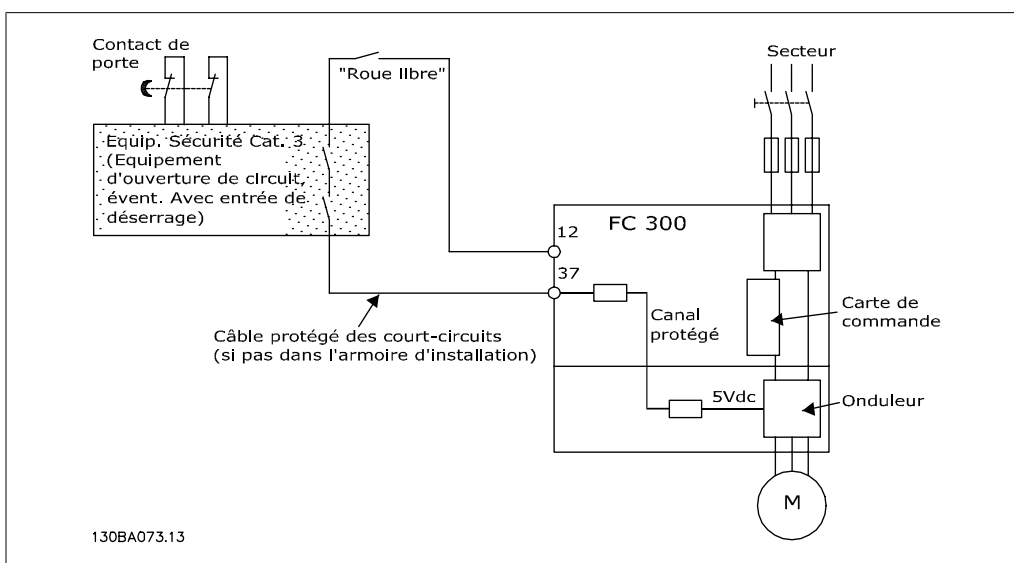 Contact de
porte
"Roue lIbre"
Secteur
Equip. Sécurité Cat. 3
(Equipement
d'ouverture de cIrcuIt,
évent. Avec entrée de
déserrage)
FC 300
12
37
Câble protégé des court-circuits
(si pas dans l'armoire d'installation)
Canal
protégé
Carte de
commande
5Vdc
Onduleur
M
130BA073.13